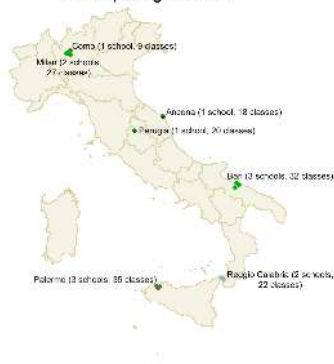 Como (1 school, 9 classes)
Milan (2 schools,
27 classes)
Ancona (1 school, 18 classes)
Perugia (1 school, 20 classes)
Bari (3 schools, 32 classes)
Palermo (3 schools, 35 classes)
Reggio Calabria (2 schools,
22 classes)